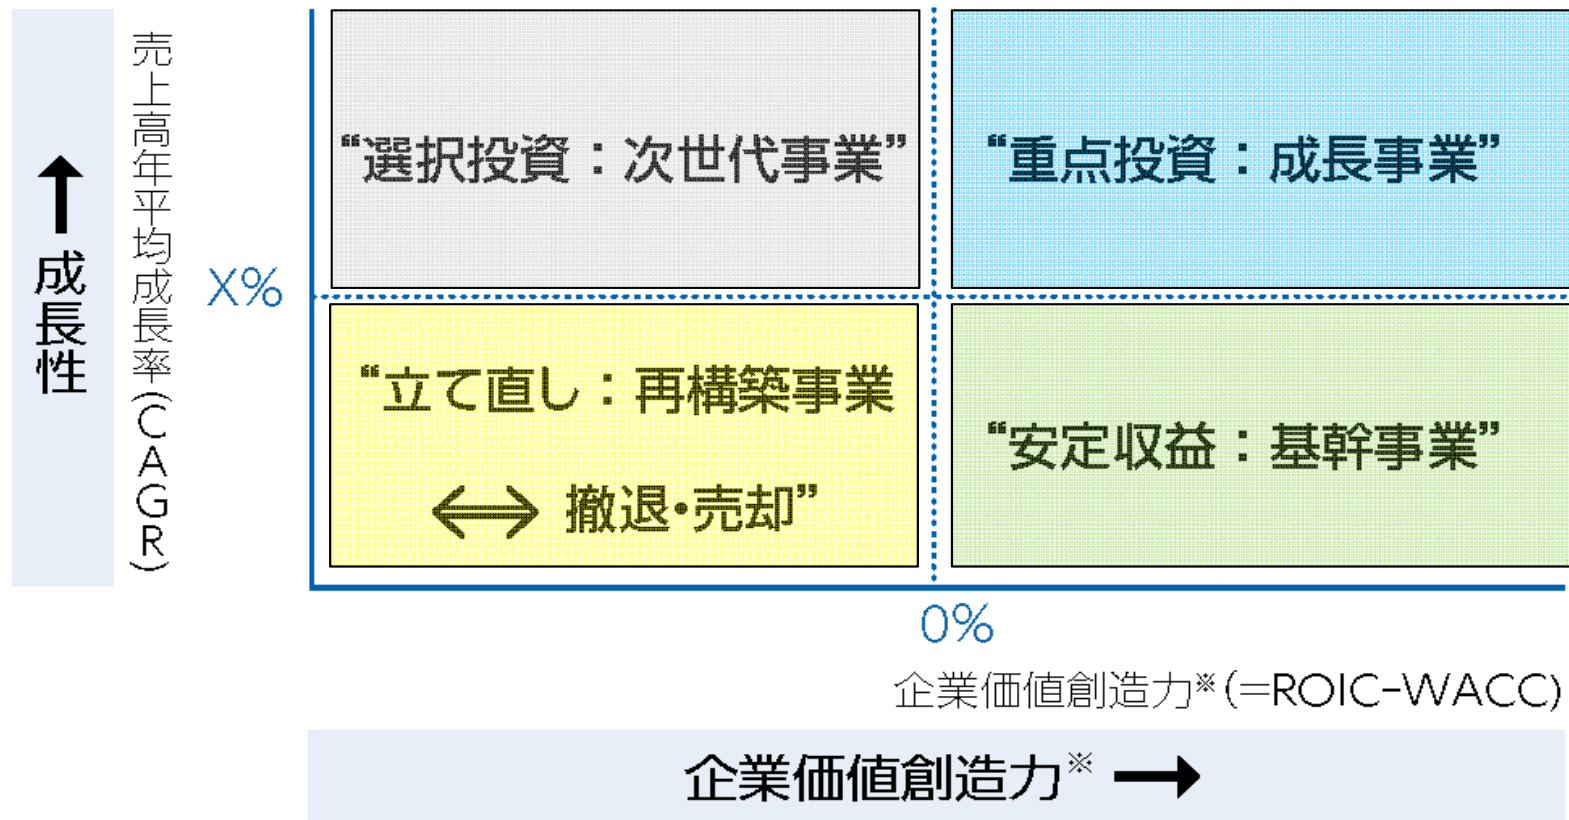 ↑成長性
売上高年平均成長率(CAGR)
X%
“選択投資：次世代事業”
“重点投資：成長事業”
“立て直し：再構築事業
⟷ 撤退・売却”
“安定収益：基幹事業”
0%
企業価値創造力※(=ROIC-WACC)
企業価値創造力※→